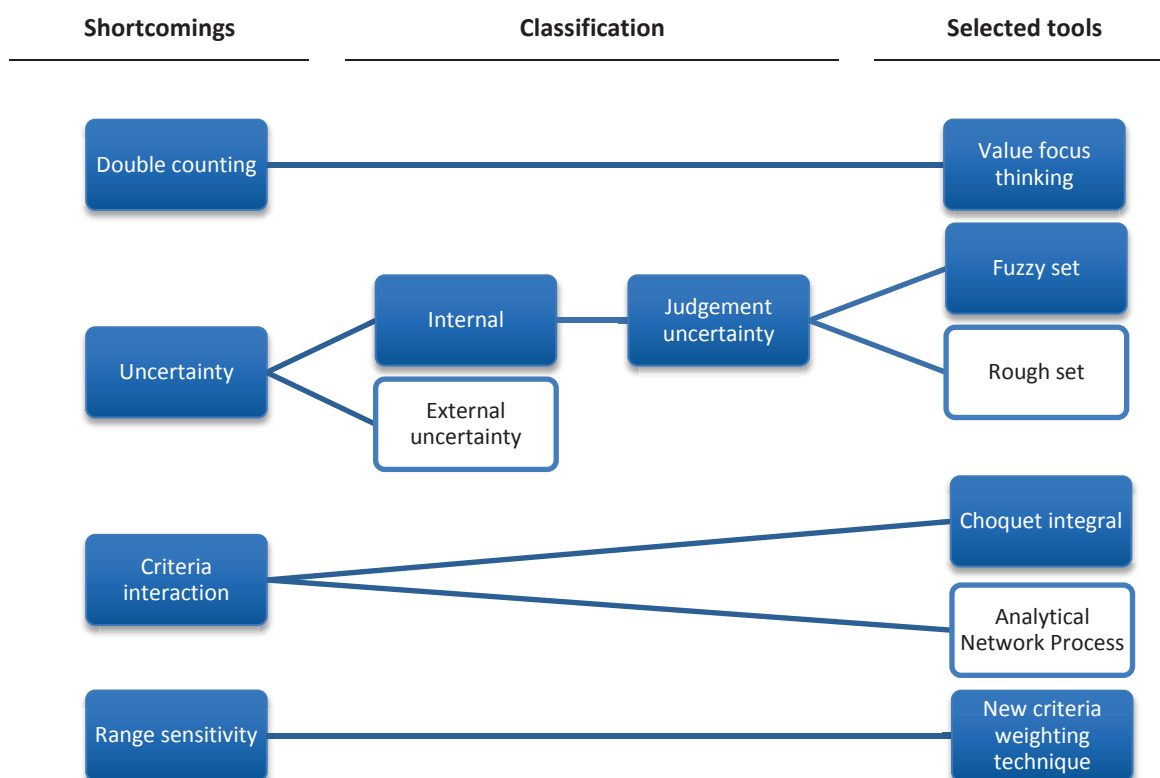 Shortcomings
Classification
Selected tools
Double counting
Value focus
thinking
Fuzzy set
Internal
Judgement
uncertainty
Uncertainty
Rough set
External
uncertainty
Choquet integral
Criteria
interaction
Analytical
Network Process
Range sensitivity
New criteria
weighting
technique